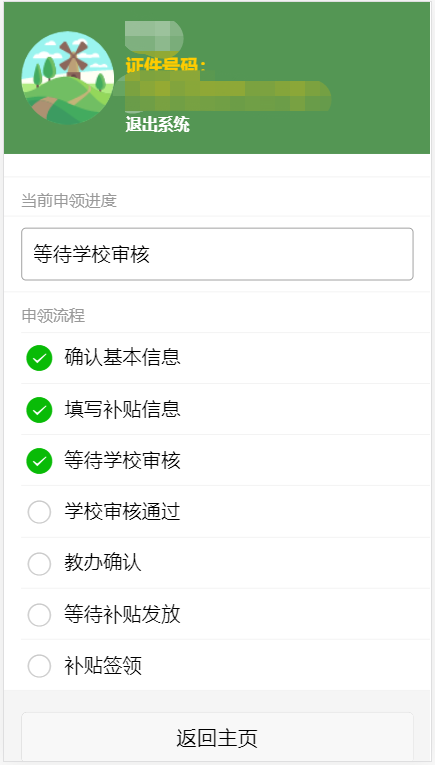 证件号码：
退出系统
当前申领进度
等待学校审核
申领流程
确认基本信息
填写补贴信息
等待学校审核
学校审核通过
教办确认
等待补贴发放
补贴签领
返回主页